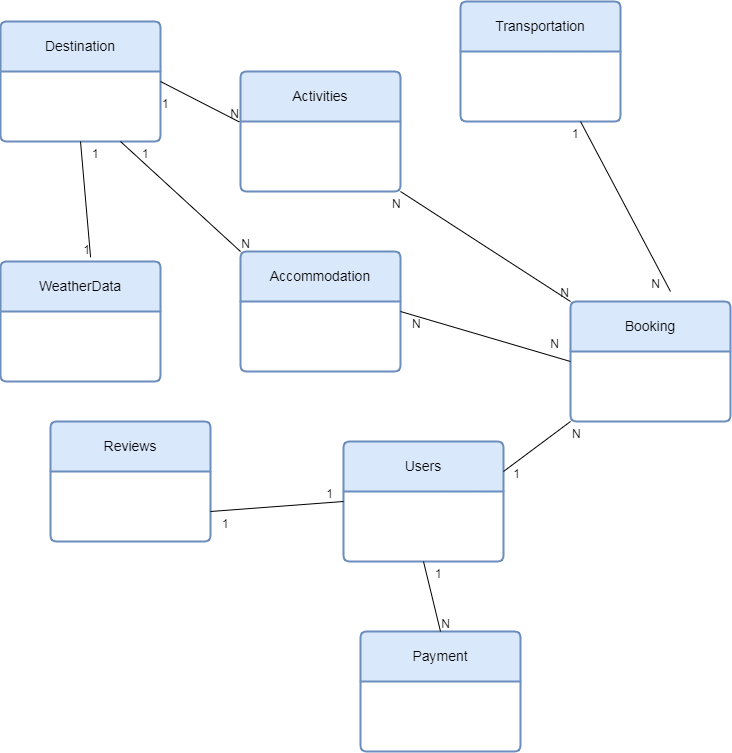 Transportation
Destination
Activities
1
N
1
1
1
N
N
1
N
WeatherData
Accommodation
N
N
N
Booking
N
Reviews
Users
1
1
1
1
N
Payment